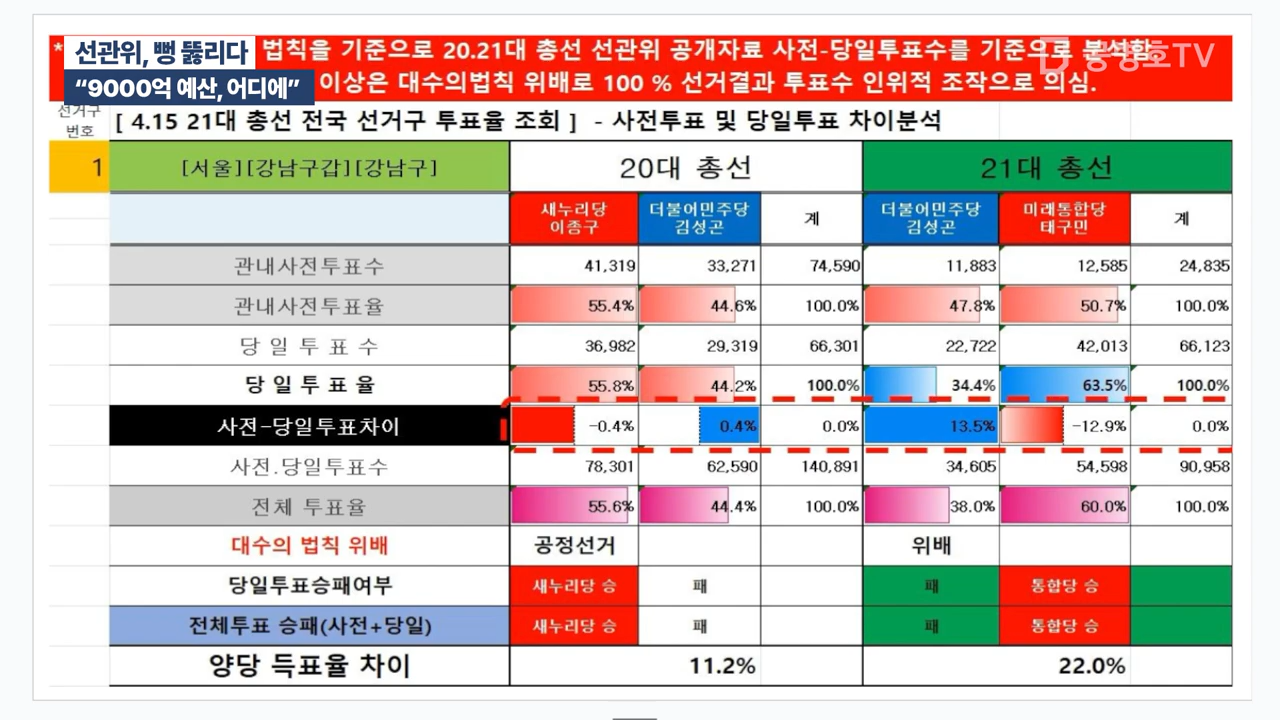 선관위, 뻥 뚫리다
“9000억 예산, 어디에”
* 법칙을 기준으로 20.21대 총선 선관위 공개자료 사전-당일투표수를 기준으로 분석함
이상은 대수의법칙 위배로 100 % 선거결과 투표수 인위적 조작으로 의심.
공병호TV
선거구
번호
[ 4.15 21대 총선 전국 선거구 투표율 조회 ] - 사전투표 및 당일투표 차이분석
1 [서울][강남구갑][강남구] 20대 총선 21대 총선
새누리당 더불어민주당 계 더불어민주당 미래통합당 계
이종구 김성곤 김성곤 태구민
관내사전투표수 41,319 33,271 74,590 11,883 12,585 24,835
관내사전투표율 55.4% 44.6% 100.0% 47.8% 50.7% 100.0%
당 일 투 표 수 36,982 29,319 66,301 22,722 42,013 66,123
당 일 투 표 율 55.8% 44.2% 100.0% 34.4% 63.5% 100.0%
사전-당일투표차이 -0.4% 0.4% 0.0% 13.5% -12.9% 0.0%
사전.당일투표수 78,301 62,590 140,891 34,605 54,598 90,958
전체 투표율 55.6% 44.4% 100.0% 38.0% 60.0% 100.0%
대수의 법칙 위배 공정선거 위배
당일투표승패여부 새누리당 승 패 패 통합당 승
전체투표 승패(사전+당일) 새누리당 승 패 패 통합당 승
양당 득표율 차이 11.2% 22.0%